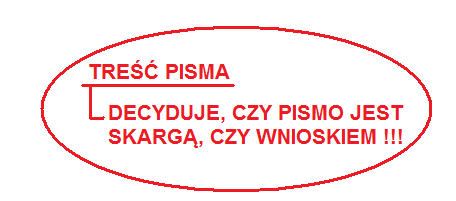 TREŚĆ PISMA
DECYDUJE, CZY PISMO JEST
SKARGĄ, CZY WNIOSKIEM !!!